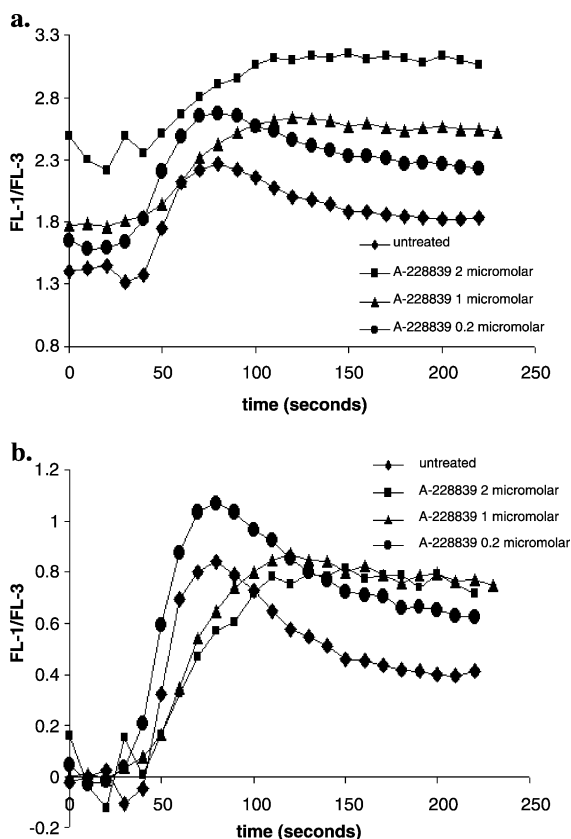 a.
3.3
2.8
2.3
1.8
1.3
0.8
FL-1/FL-3
untreated
A-228839 2 micromolar
A-228839 1 micromolar
A-228839 0.2 micromolar
0 50 100 150 200 250
time (seconds)
b.
1.2
1
0.8
0.6
0.4
0.2
0
-0.2
FL-1/FL-3
untreated
A-228839 2 micromolar
A-228839 1 micromolar
A-228839 0.2 micromolar
0 50 100 150 200 250
time (seconds)